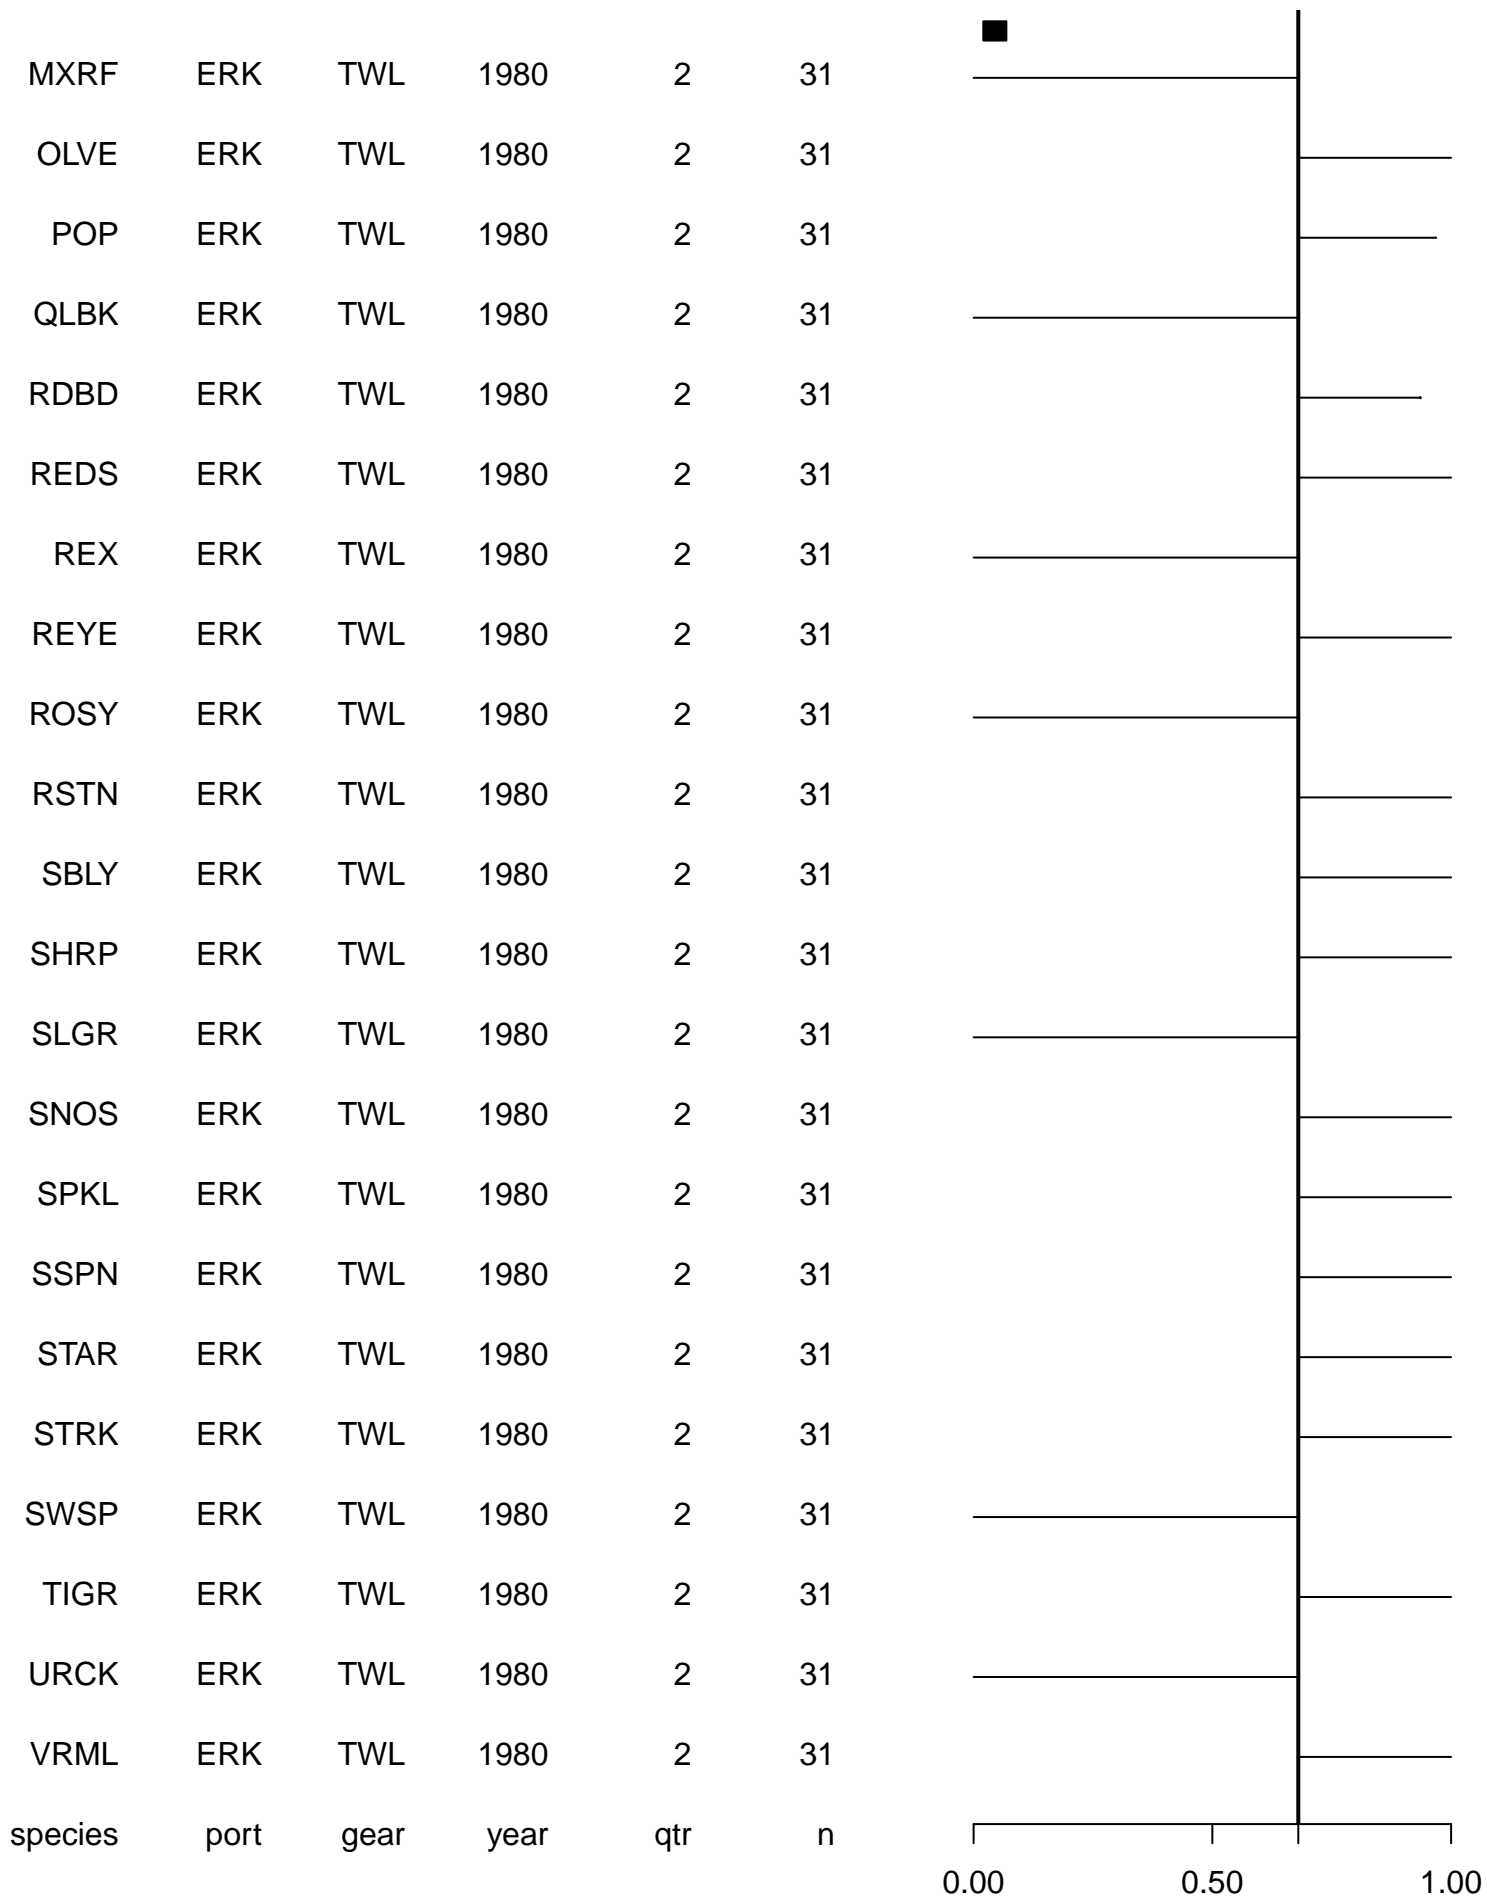 MXRF ERK TWL 1980 2 31
OLVE ERK TWL 1980 2 31
POP ERK TWL 1980 2 31
QLBK ERK TWL 1980 2 31
RDBD ERK TWL 1980 2 31
REDS ERK TWL 1980 2 31
REX ERK TWL 1980 2 31
REYE ERK TWL 1980 2 31
ROSY ERK TWL 1980 2 31
RSTN ERK TWL 1980 2 31
SBLY ERK TWL 1980 2 31
SHRP ERK TWL 1980 2 31
SLGR ERK TWL 1980 2 31
SNOS ERK TWL 1980 2 31
SPKL ERK TWL 1980 2 31
SSPN ERK TWL 1980 2 31
STAR ERK TWL 1980 2 31
STRK ERK TWL 1980 2 31
SWSP ERK TWL 1980 2 31
TIGR ERK TWL 1980 2 31
URCK ERK TWL 1980 2 31
VRML ERK TWL 1980 2 31
species port gear year qtr n
0.00 0.50 1.00